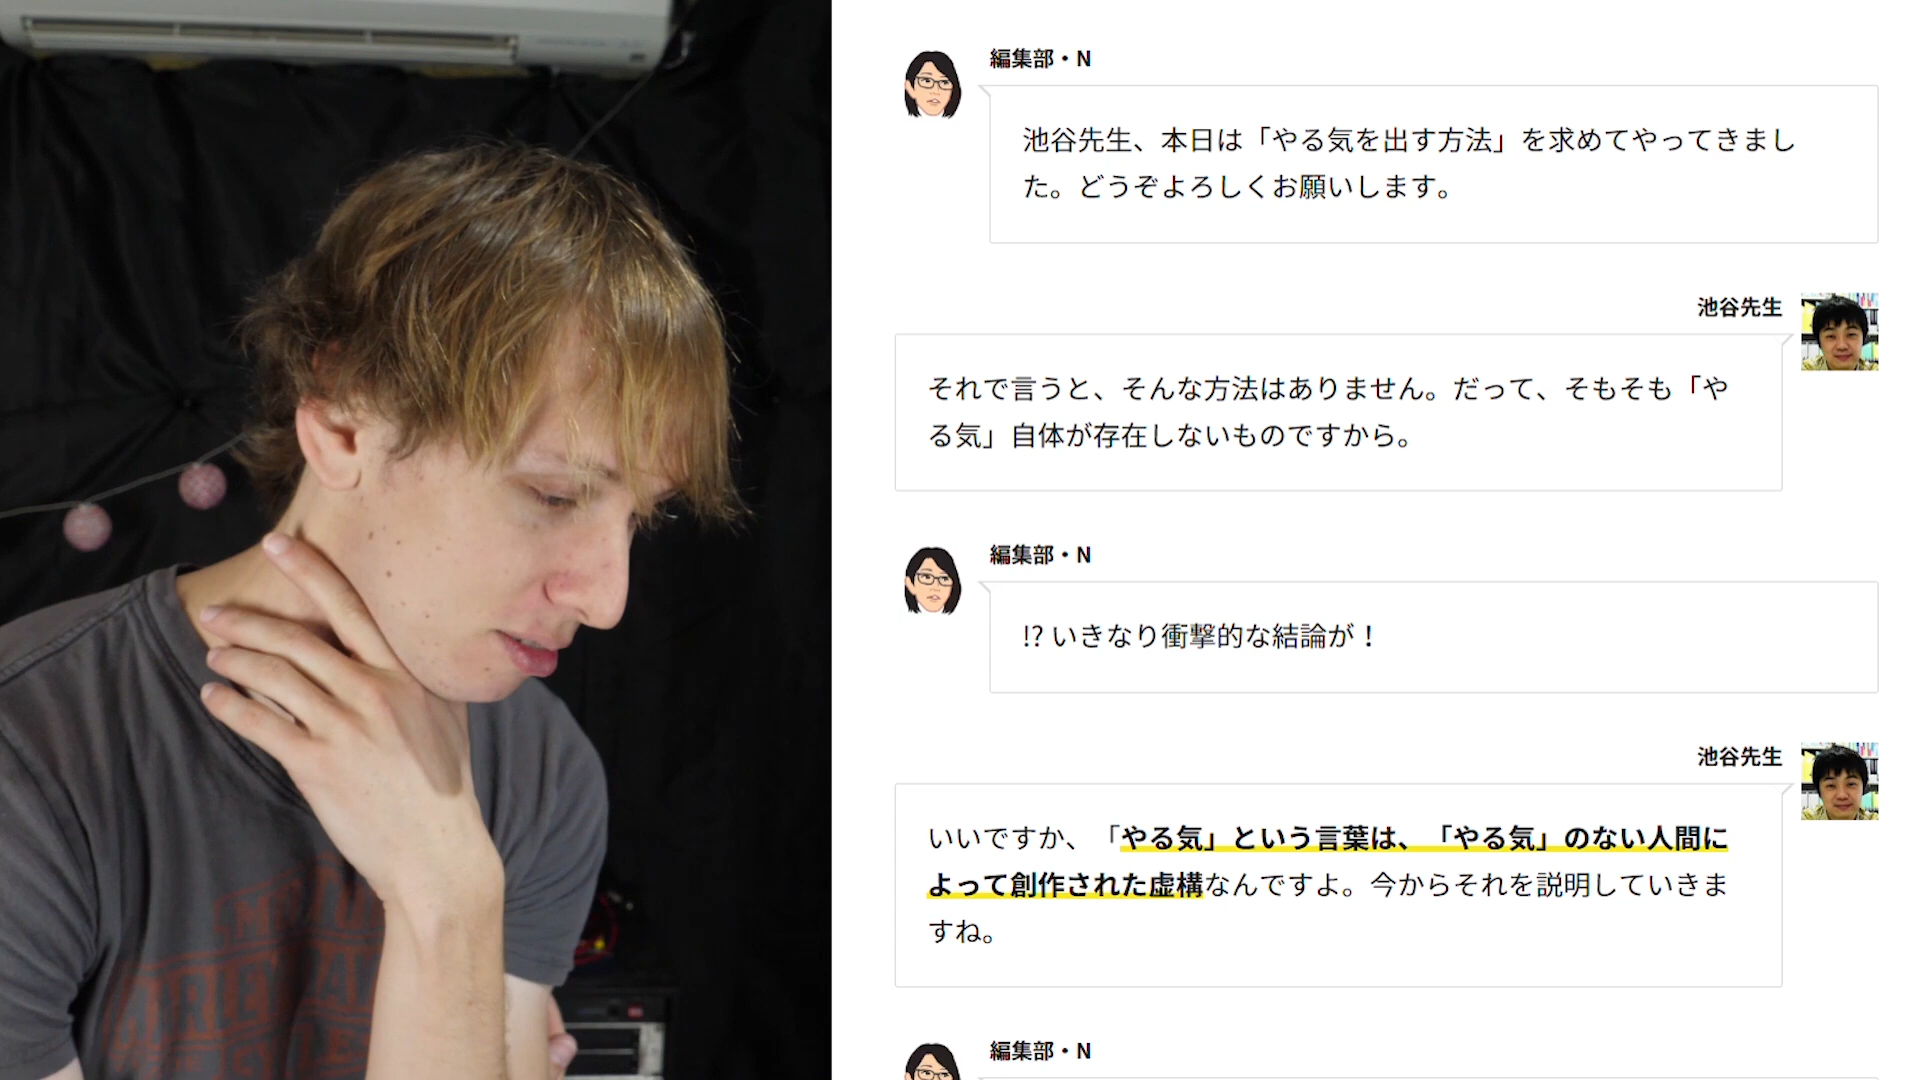 編集部・N
池谷先生、本日は「やる気を出す方法」を求めてやってきまし
た。どうぞよろしくお願いします。
池谷先生
それで言うと、そんな方法はありません。だって、そもそも「や
る気」自体が存在しないものですから。
編集部・N
!? いきなり衝撃的な結論が！
池谷先生
いいですか、「やる気」という言葉は、「やる気」のない人間に
よって創作された虚構なんですよ。今からそれを説明していきま
すね。
編集部・N